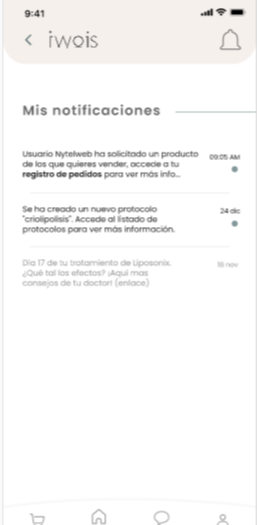 9:41
iwois
Mis notificaciones
Usuario Nytelweb ha solicitado un producto
de los que quieres vender, accede a tu
registro de pedidos para ver más info...
09:05 AM
Se ha creado un nuevo protocolo
"criolipolisis". Accede al listado de
protocolos para ver más información.
24 dic
Día 17 de tu tratamiento de Liposonix.
¿Qué tal los efectos? ¡Aquí mas
consejos de tu doctor! (enlace)
18 nov